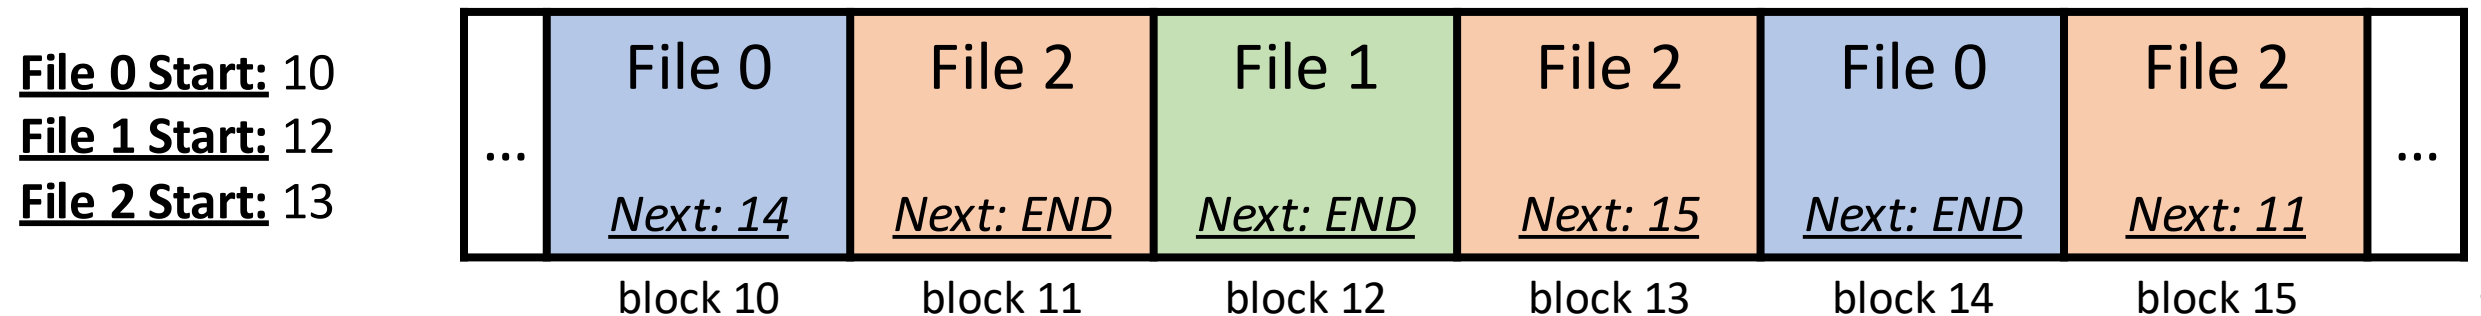 File 0 Start: 10
File 1 Start: 12
File 2 Start: 13
... File 0 File 2 File 1 File 2 File 0 File 2 ...
Next: 14 Next: END Next: END Next: 15 Next: END Next: 11
block 10 block 11 block 12 block 13 block 14 block 15